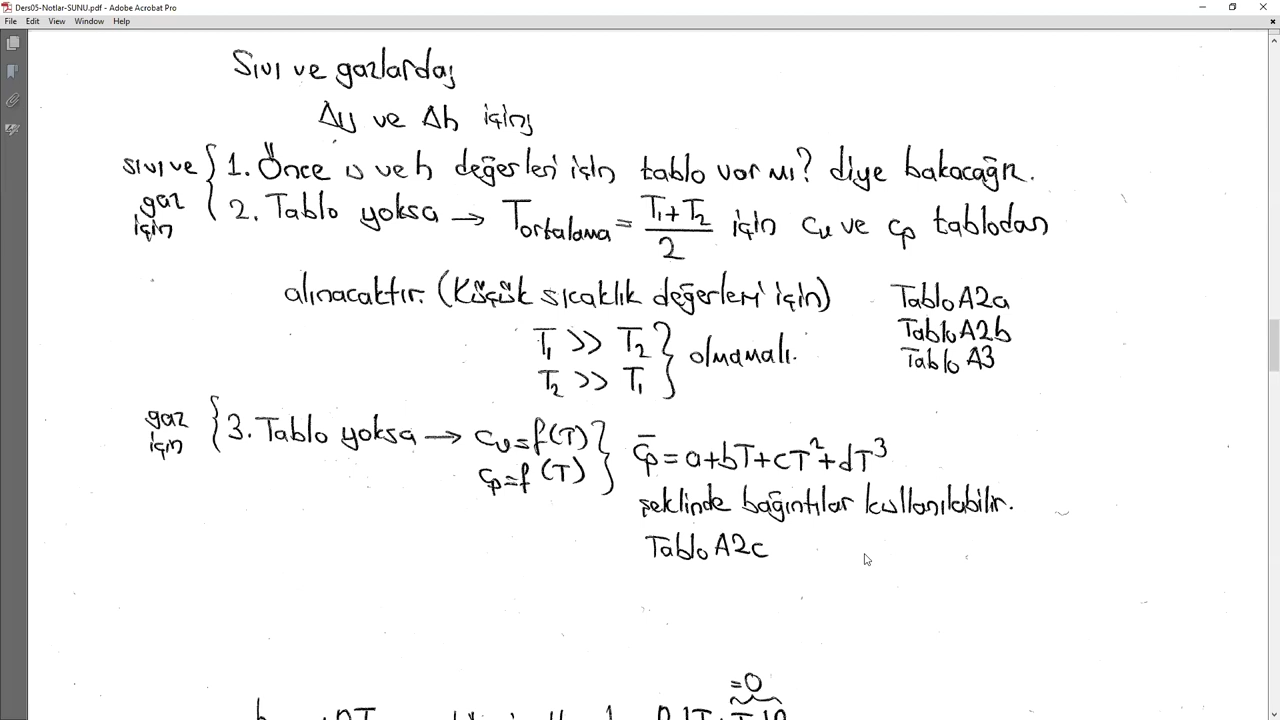 Ders05-Notlar-SUNU.pdf - Adobe Acrobat Pro
File Edit View Window Help
Sıvı ve gazlarda;
Δu ve Δh için;
sıvı ve gaz için { 1. Önce u ve h değerleri için tablo var mı? diye bakacağız.
2. Tablo yoksa → Tortalama = (T1+T2)/2 için cv ve cp tablodan
alınacaktır. (Küçük sıcaklık değerleri için) Tablo A2a
Tablo A2b
T1 >> T2 } olmamalı. Tablo A3
T2 >> T1
gaz için { 3. Tablo yoksa → cv=f(T) } c̄p = a+bT+cT²+dT³
cp=f(T)
şeklinde bağıntılar kullanılabilir.
Tablo A2c
=0